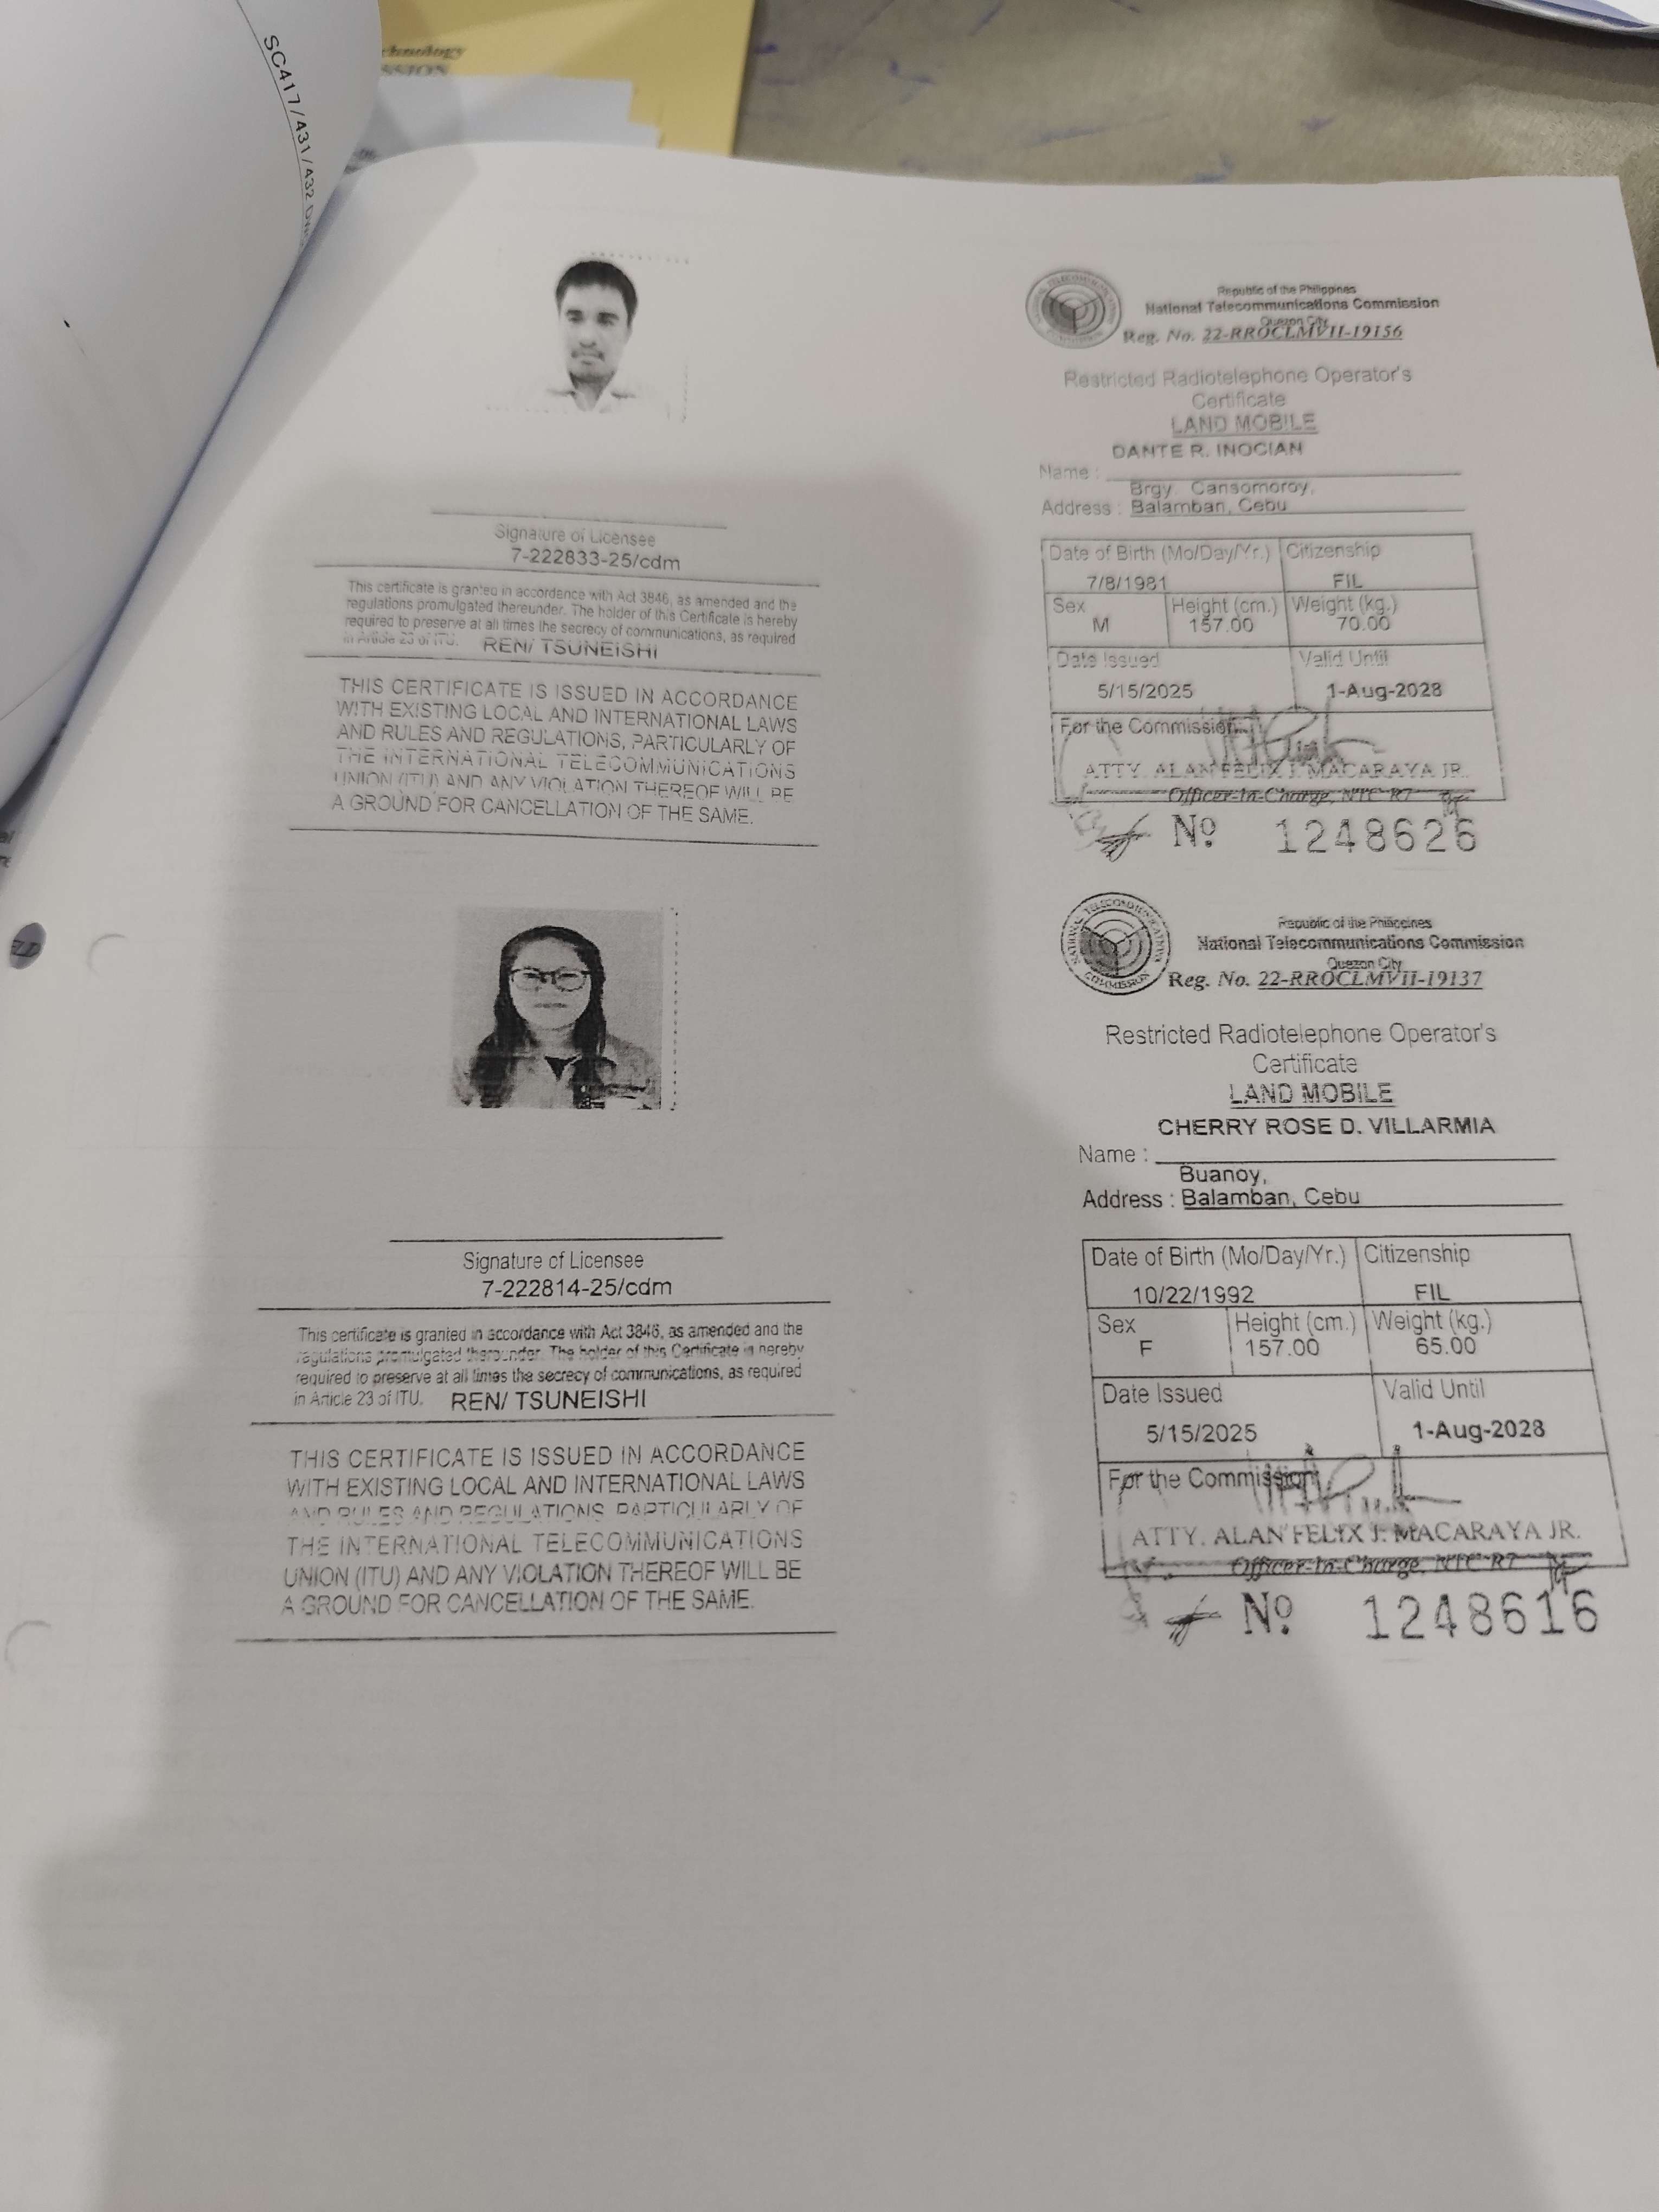 SC417/431/432
chnology
SSION
Republic of the Philippines
National Telecommunications Commission
Quezon City
Reg. No. 22-RROCLMVII-19156
Restricted Radiotelephone Operator's
Certificate
LAND MOBILE
DANTE R. INOCIAN
Name :
Brgy. Cansomoroy,
Address : Balamban, Cebu
Date of Birth (Mo/Day/Yr.) Citizenship
7/8/1981 FIL
Sex Height (cm.) Weight (kg.)
M 157.00 70.00
Date Issued Valid Until
5/15/2025 1-Aug-2028
For the Commission:
ATTY. ALAN FELIX J. MACARAYA JR.
Officer-In-Charge, NTC-R7
Nº 1248626
Signature of Licensee
7-222833-25/cdm
This certificate is granted in accordance with Act 3846, as amended and the
regulations promulgated thereunder. The holder of this Certificate is hereby
required to preserve at all times the secrecy of communications, as required
in Article 23 of ITU. REN/ TSUNEISHI
THIS CERTIFICATE IS ISSUED IN ACCORDANCE
WITH EXISTING LOCAL AND INTERNATIONAL LAWS
AND RULES AND REGULATIONS, PARTICULARLY OF
THE INTERNATIONAL TELECOMMUNICATIONS
UNION (ITU) AND ANY VIOLATION THEREOF WILL BE
A GROUND FOR CANCELLATION OF THE SAME.
NATIONAL TELECOMMUNICATIONS COMMISSION
Republic of the Philippines
National Telecommunications Commission
Quezon City
Reg. No. 22-RROCLMVII-19137
Restricted Radiotelephone Operator's
Certificate
LAND MOBILE
CHERRY ROSE D. VILLARMIA
Name :
Buanoy,
Address : Balamban, Cebu
Date of Birth (Mo/Day/Yr.) Citizenship
10/22/1992 FIL
Sex Height (cm.) Weight (kg.)
F 157.00 65.00
Date Issued Valid Until
5/15/2025 1-Aug-2028
For the Commission:
ATTY. ALAN FELIX J. MACARAYA JR.
Officer-In-Charge, NTC-R7
Nº 1248616
Signature of Licensee
7-222814-25/cdm
This certificate is granted in accordance with Act 3846, as amended and the
regulations promulgated thereunder. The holder of this Certificate is hereby
required to preserve at all times the secrecy of communications, as required
in Article 23 of ITU. REN/ TSUNEISHI
THIS CERTIFICATE IS ISSUED IN ACCORDANCE
WITH EXISTING LOCAL AND INTERNATIONAL LAWS
AND RULES AND REGULATIONS, PARTICULARLY OF
THE INTERNATIONAL TELECOMMUNICATIONS
UNION (ITU) AND ANY VIOLATION THEREOF WILL BE
A GROUND FOR CANCELLATION OF THE SAME.